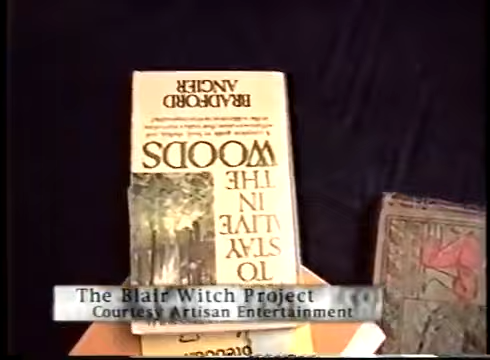 TO
STAY
ALIVE
IN
THE
WOODS
BRADFORD
ANGIER
The Blair Witch Project
Courtesy Artisan Entertainment